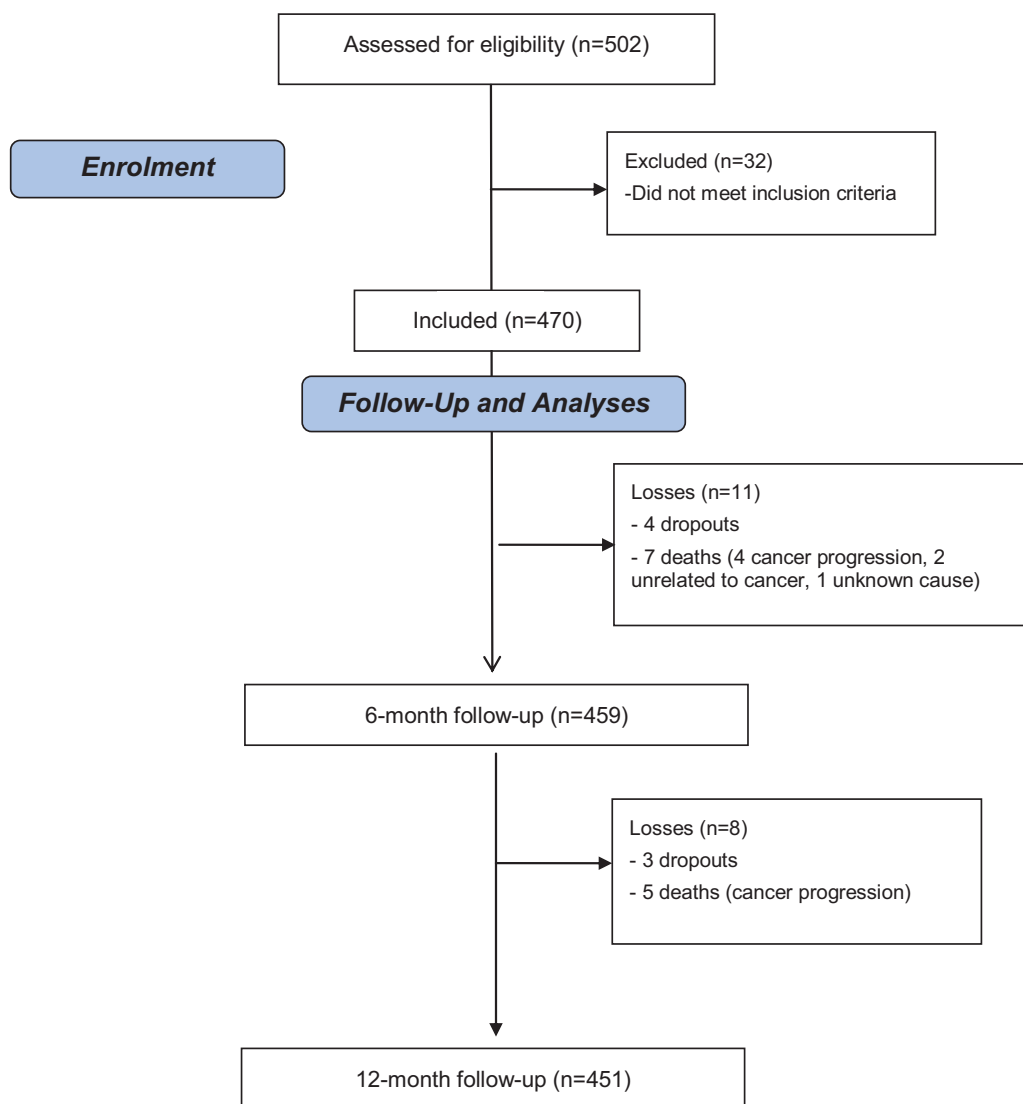 Assessed for eligibility (n=502)
Enrolment
Excluded (n=32)
-Did not meet inclusion criteria
Included (n=470)
Follow-Up and Analyses
Losses (n=11)
- 4 dropouts
- 7 deaths (4 cancer progression, 2
unrelated to cancer, 1 unknown cause)
6-month follow-up (n=459)
Losses (n=8)
- 3 dropouts
- 5 deaths (cancer progression)
12-month follow-up (n=451)